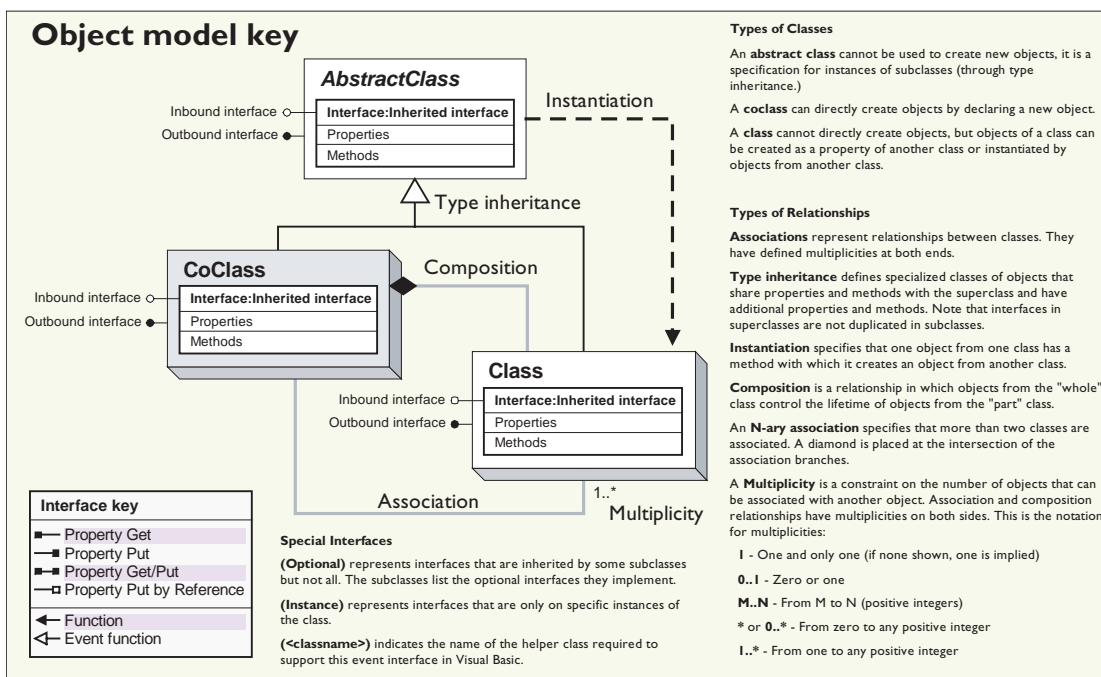 Object model key
AbstractClass
Inbound interface
Interface:Inherited interface
Outbound interface
Properties
Methods
Instantiation
Type inheritance
CoClass
Inbound interface
Interface:Inherited interface
Outbound interface
Properties
Methods
Composition
Class
Inbound interface
Interface:Inherited interface
Outbound interface
Properties
Methods
Association
1..*
Multiplicity
Interface key
Property Get
Property Put
Property Get/Put
Property Put by Reference
Function
Event function
Special Interfaces
(Optional) represents interfaces that are inherited by some subclasses
but not all. The subclasses list the optional interfaces they implement.
(Instance) represents interfaces that are only on specific instances of
the class.
(<classname>) indicates the name of the helper class required to
support this event interface in Visual Basic.
Types of Classes
An abstract class cannot be used to create new objects, it is a
specification for instances of subclasses (through type
inheritance.)
A coclass can directly create objects by declaring a new object.
A class cannot directly create objects, but objects of a class can
be created as a property of another class or instantiated by
objects from another class.
Types of Relationships
Associations represent relationships between classes. They
have defined multiplicities at both ends.
Type inheritance defines specialized classes of objects that
share properties and methods with the superclass and have
additional properties and methods. Note that interfaces in
superclasses are not duplicated in subclasses.
Instantiation specifies that one object from one class has a
method with which it creates an object from another class.
Composition is a relationship in which objects from the "whole"
class control the lifetime of objects from the "part" class.
An N-ary association specifies that more than two classes are
associated. A diamond is placed at the intersection of the
association branches.
A Multiplicity is a constraint on the number of objects that can
be associated with another object. Association and composition
relationships have multiplicities on both sides. This is the notation
for multiplicities:
1 - One and only one (if none shown, one is implied)
0..1 - Zero or one
M..N - From M to N (positive integers)
* or 0..* - From zero to any positive integer
1..* - From one to any positive integer